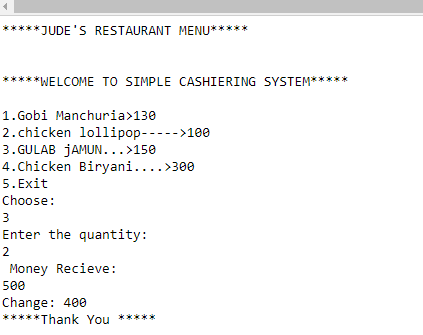 *****JUDE'S RESTAURANT MENU*****
*****WELCOME TO SIMPLE CASHIERING SYSTEM*****
1.Gobi Manchuria>130
2.chicken lollipop----->100
3.GULAB jAMUN...>150
4.Chicken Biryani....>300
5.Exit
Choose:
3
Enter the quantity:
2
 Money Recieve:
500
Change: 400
*****Thank You *****